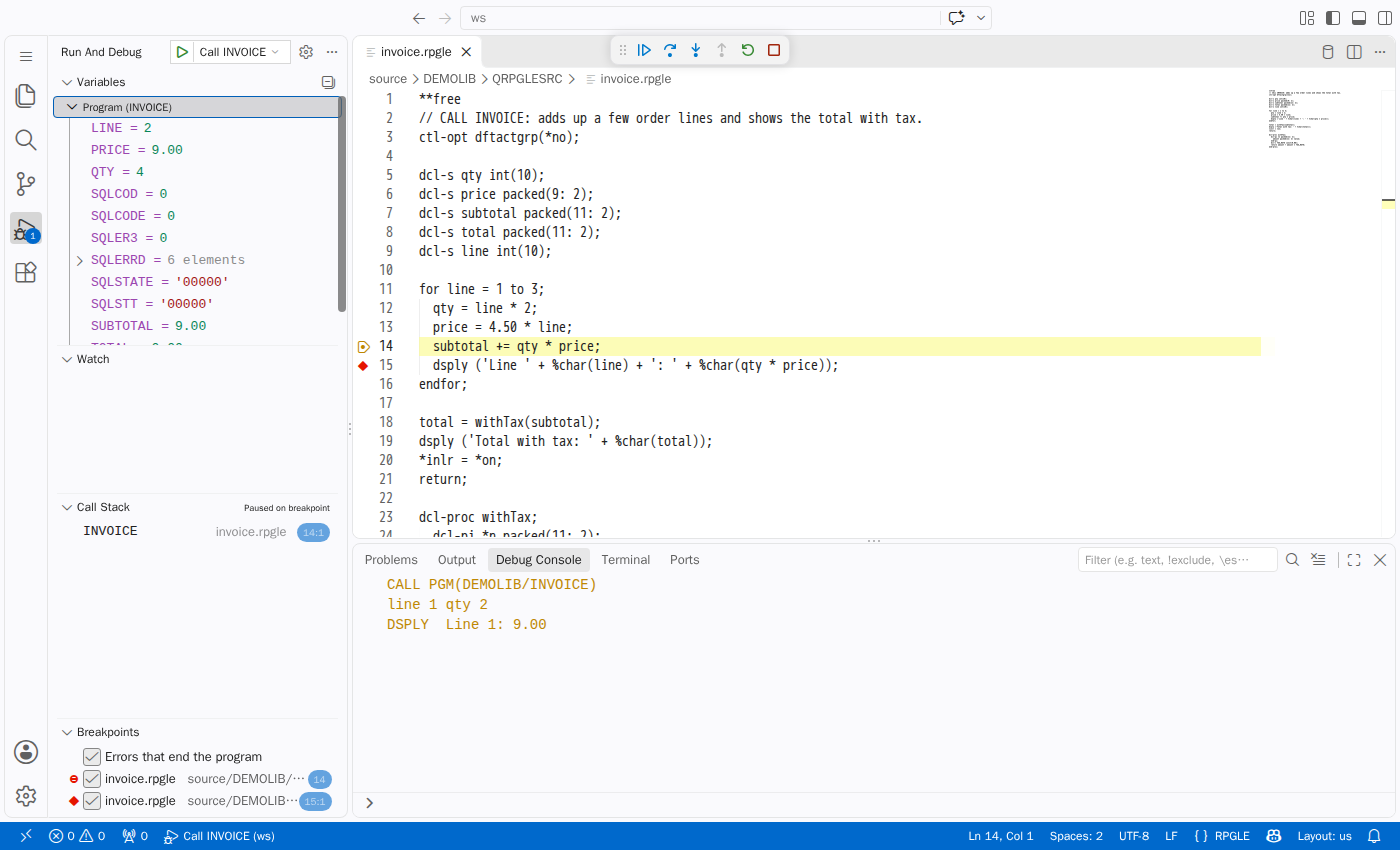 ws
Run And Debug
Call INVOICE
Variables
Program (INVOICE)
LINE = 2
PRICE = 9.00
QTY = 4
SQLCOD = 0
SQLCODE = 0
SQLER3 = 0
SQLERRD = 6 elements
SQLSTATE = '00000'
SQLSTT = '00000'
SUBTOTAL = 9.00
Watch
Call Stack
Paused on breakpoint
INVOICE invoice.rpgle 14:1
Breakpoints
Errors that end the program
invoice.rpgle source/DEMOLIB/··· 14
invoice.rpgle source/DEMOLIB··· 15:1
1
invoice.rpgle
source > DEMOLIB > QRPGLESRC > invoice.rpgle
1 **free
2 // CALL INVOICE: adds up a few order lines and shows the total with tax.
3 ctl-opt dftactgrp(*no);
4
5 dcl-s qty int(10);
6 dcl-s price packed(9: 2);
7 dcl-s subtotal packed(11: 2);
8 dcl-s total packed(11: 2);
9 dcl-s line int(10);
10
11 for line = 1 to 3;
12 qty = line * 2;
13 price = 4.50 * line;
14 subtotal += qty * price;
15 dsply ('Line ' + %char(line) + ': ' + %char(qty * price));
16 endfor;
17
18 total = withTax(subtotal);
19 dsply ('Total with tax: ' + %char(total));
20 *inlr = *on;
21 return;
22
23 dcl-proc withTax;
24 dcl-pi *n packed(11: 2);
Problems Output Debug Console Terminal Ports
Filter (e.g. text, !exclude, \es···
CALL PGM(DEMOLIB/INVOICE)
line 1 qty 2
DSPLY  Line 1: 9.00
0 0 0 Call INVOICE (ws)
Ln 14, Col 1 Spaces: 2 UTF-8 LF { } RPGLE Layout: us